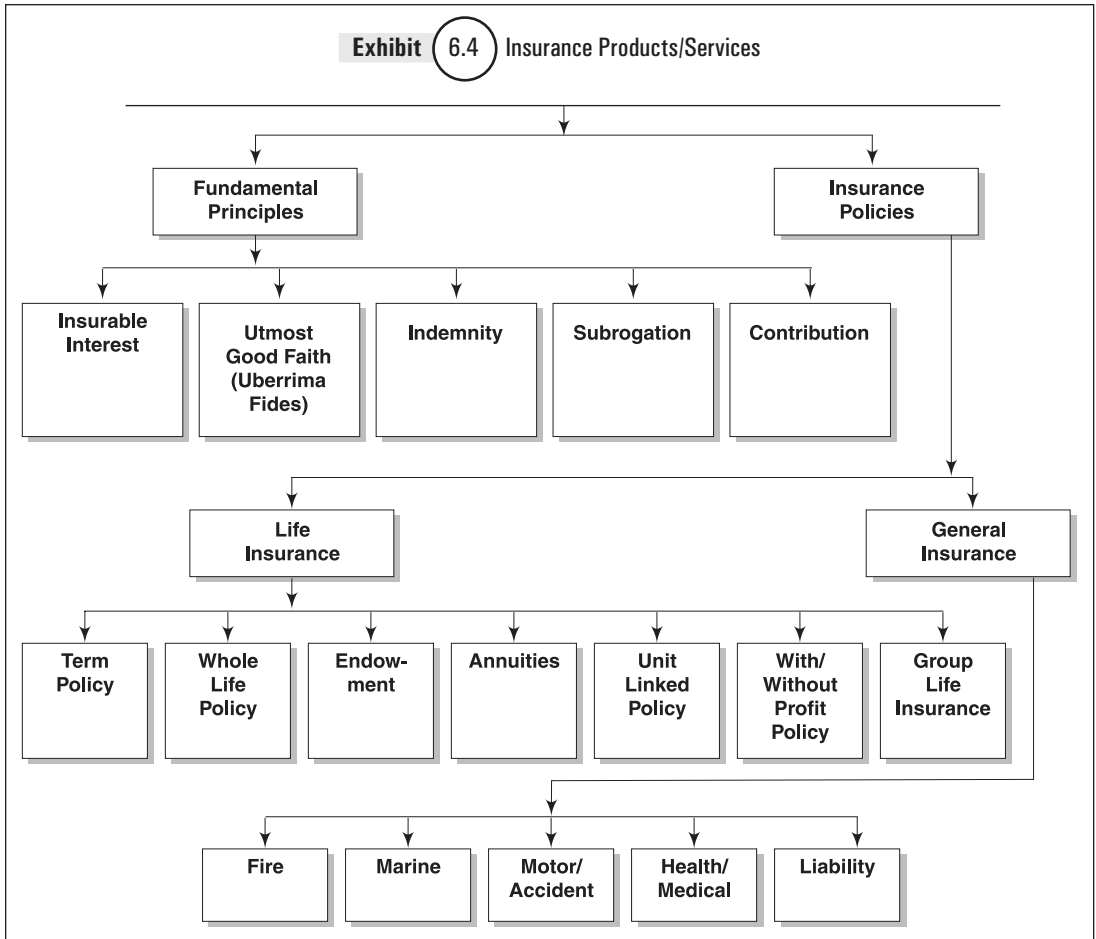 Exhibit 6.4 Insurance Products/Services
Fundamental
Principles
Insurance
Policies
Insurable
Interest
Utmost
Good Faith
(Uberrima
Fides)
Indemnity
Subrogation
Contribution
Life
Insurance
General
Insurance
Term
Policy
Whole
Life
Policy
Endow-
ment
Annuities
Unit
Linked
Policy
With/
Without
Profit
Policy
Group
Life
Insurance
Fire
Marine
Motor/
Accident
Health/
Medical
Liability